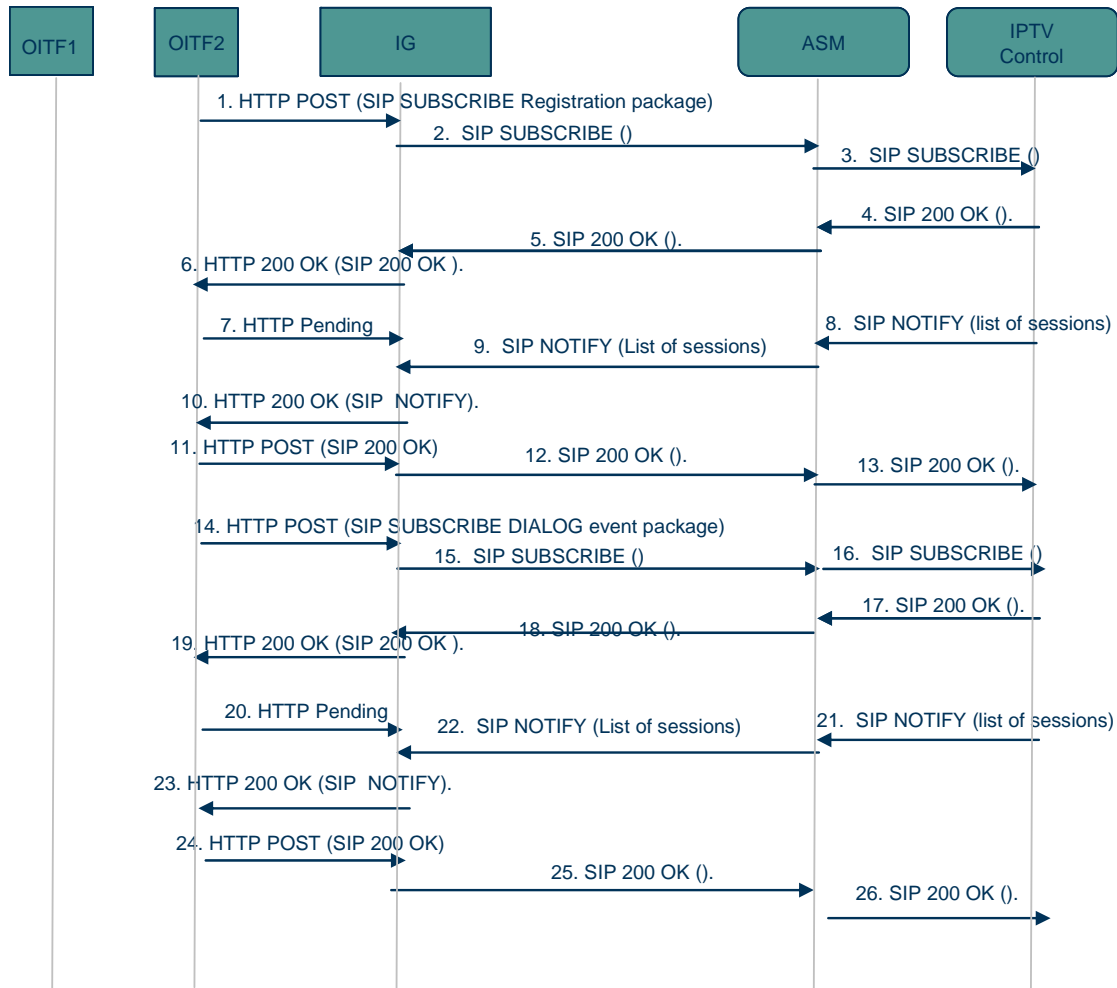 OITF1
OITF2
IG
ASM
IPTV
Control
1. HTTP POST (SIP SUBSCRIBE Registration package)
2. SIP SUBSCRIBE ()
3. SIP SUBSCRIBE ()
4. SIP 200 OK ().
5. SIP 200 OK ().
6. HTTP 200 OK (SIP 200 OK ).
7. HTTP Pending
8. SIP NOTIFY (list of sessions)
9. SIP NOTIFY (List of sessions)
10. HTTP 200 OK (SIP NOTIFY).
11. HTTP POST (SIP 200 OK)
12. SIP 200 OK ().
13. SIP 200 OK ().
14. HTTP POST (SIP SUBSCRIBE DIALOG event package)
15. SIP SUBSCRIBE ()
16. SIP SUBSCRIBE ()
17. SIP 200 OK ().
18. SIP 200 OK ().
19. HTTP 200 OK (SIP 200 OK ).
20. HTTP Pending
21. SIP NOTIFY (list of sessions)
22. SIP NOTIFY (List of sessions)
23. HTTP 200 OK (SIP NOTIFY).
24. HTTP POST (SIP 200 OK)
25. SIP 200 OK ().
26. SIP 200 OK ().